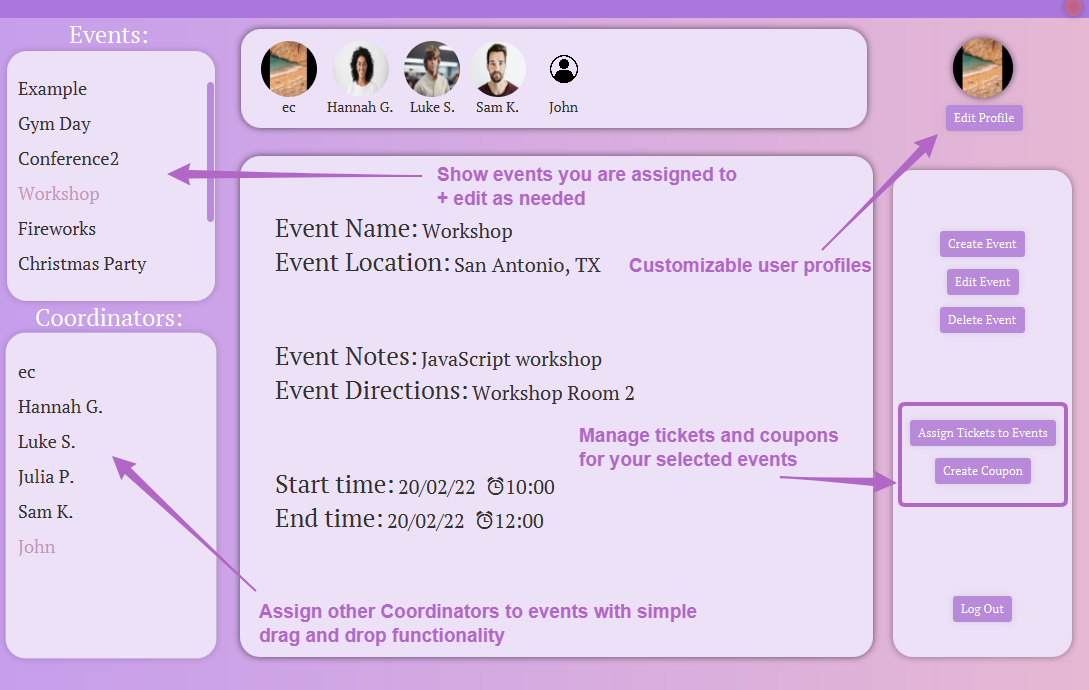 Events:
Example
Gym Day
Conference2
Workshop
Fireworks
Christmas Party
Coordinators:
ec
Hannah G.
Luke S.
Julia P.
Sam K.
John
ec
Hannah G.
Luke S.
Sam K.
John
Show events you are assigned to
+ edit as needed
Event Name: Workshop
Event Location: San Antonio, TX
Customizable user profiles
Event Notes: JavaScript workshop
Event Directions: Workshop Room 2
Manage tickets and coupons
for your selected events
Start time: 20/02/22 10:00
End time: 20/02/22 12:00
Assign other Coordinators to events with simple
drag and drop functionality
Edit Profile
Create Event
Edit Event
Delete Event
Assign Tickets to Events
Create Coupon
Log Out